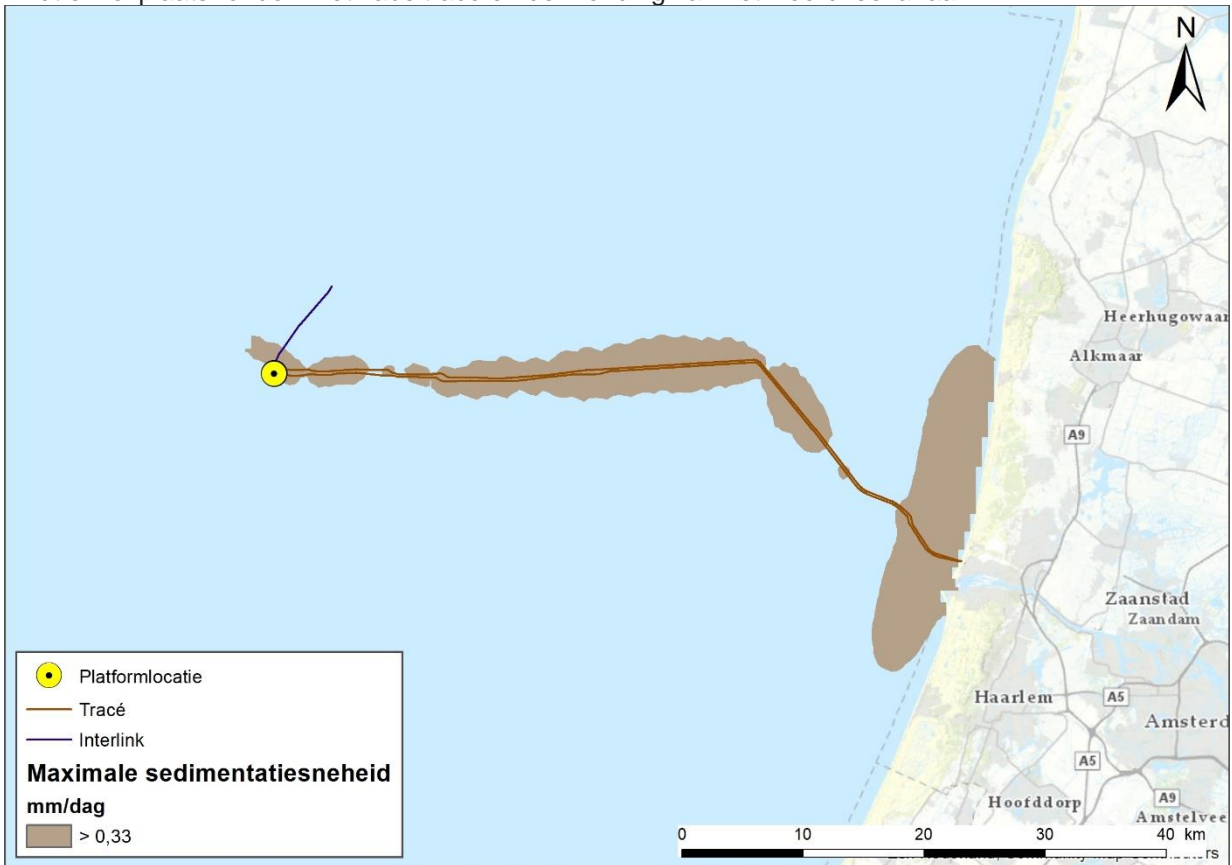 N
Heerhugowaar
Alkmaar
A9
Zaanstad
Zaandam
Haarlem
A5
Amsterd
A5
Hoofddorp
A9
Amstelvee
Platformlocatie
Tracé
Interlink
Maximale sedimentatiesneheid
mm/dag
> 0,33
0 10 20 30 40 km